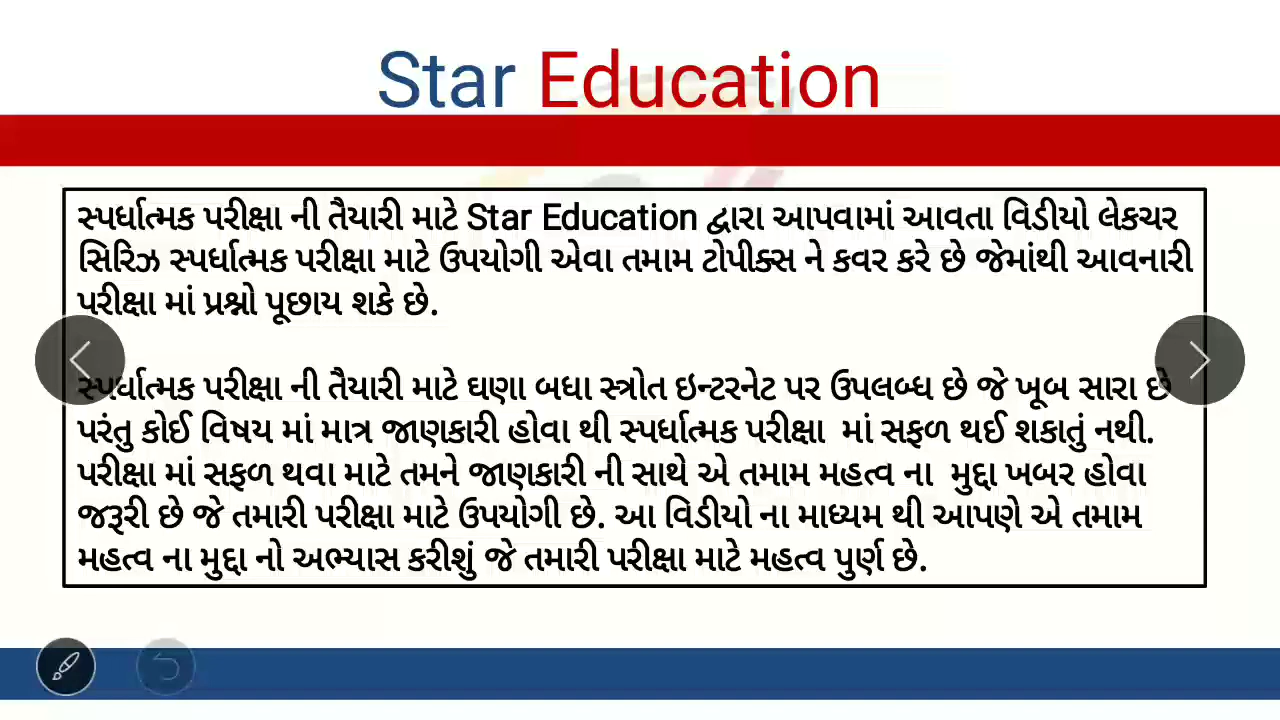 Star Education
સ્પર્ધાત્મક પરીક્ષા ની તૈયારી માટે Star Education દ્વારા આપવામાં આવતા વિડીયો લેકચર
સિરિઝ સ્પર્ધાત્મક પરીક્ષા માટે ઉપયોગી એવા તમામ ટોપીક્સ ને કવર કરે છે જેમાંથી આવનારી
પરીક્ષા માં પ્રશ્નો પૂછાય શકે છે.
સ્પર્ધાત્મક પરીક્ષા ની તૈયારી માટે ઘણા બધા સ્ત્રોત ઇન્ટરનેટ પર ઉપલબ્ધ છે જે ખૂબ સારા છે
પરંતુ કોઈ વિષય માં માત્ર જાણકારી હોવા થી સ્પર્ધાત્મક પરીક્ષા માં સફળ થઈ શકાતું નથી.
પરીક્ષા માં સફળ થવા માટે તમને જાણકારી ની સાથે એ તમામ મહત્વ ના મુદ્દા ખબર હોવા
જરૂરી છે જે તમારી પરીક્ષા માટે ઉપયોગી છે. આ વિડીયો ના માધ્યમ થી આપણે એ તમામ
મહત્વ ના મુદ્દા નો અભ્યાસ કરીશું જે તમારી પરીક્ષા માટે મહત્વ પુર્ણ છે.